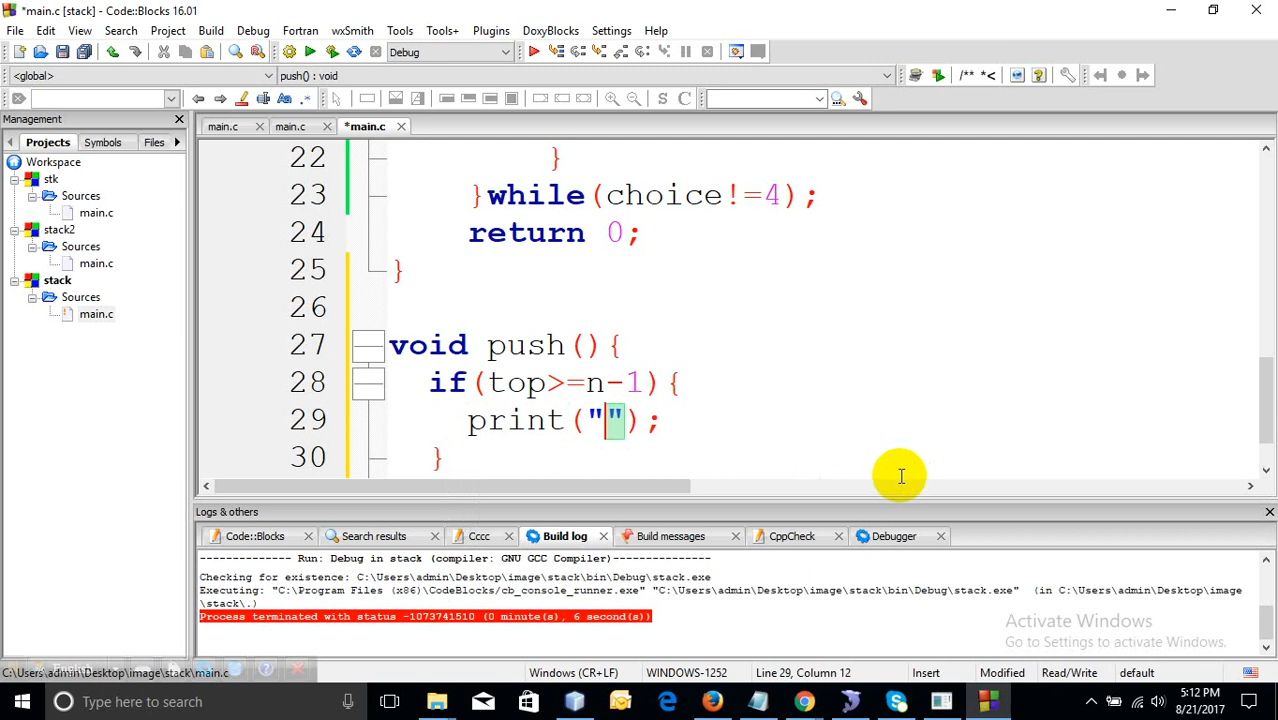 *main.c [stack] - Code::Blocks 16.01
File Edit View Search Project Build Debug Fortran wxSmith Tools Tools+ Plugins DoxyBlocks Settings Help
Debug
<global> push() : void
/** *<
Aa .* S C
Management
main.c main.c *main.c
Projects Symbols Files
Workspace
stk
Sources
main.c
stack2
Sources
main.c
stack
Sources
main.c
22 }
23 }while(choice!=4);
24 return 0;
25 }
26
27 void push(){
28 if(top>=n-1){
29 print("");
30 }
Logs & others
Code::Blocks Search results Cccc Build log Build messages CppCheck Debugger
-------------- Run: Debug in stack (compiler: GNU GCC Compiler)---------------
Checking for existence: C:\Users\admin\Desktop\image\stack\bin\Debug\stack.exe
Executing: "C:\Program Files (x86)\CodeBlocks/cb_console_runner.exe" "C:\Users\admin\Desktop\image\stack\bin\Debug\stack.exe" (in C:\Users\admin\Desktop\image
\stack\.)
Process terminated with status -1073741510 (0 minute(s), 6 second(s))
Activate Windows
Go to Settings to activate Windows.
C:\Users\admin\Desktop\image\stack\main.c Windows (CR+LF) WINDOWS-1252 Line 29, Column 12 Insert Modified Read/Write default
Type here to search
5:12 PM
8/21/2017